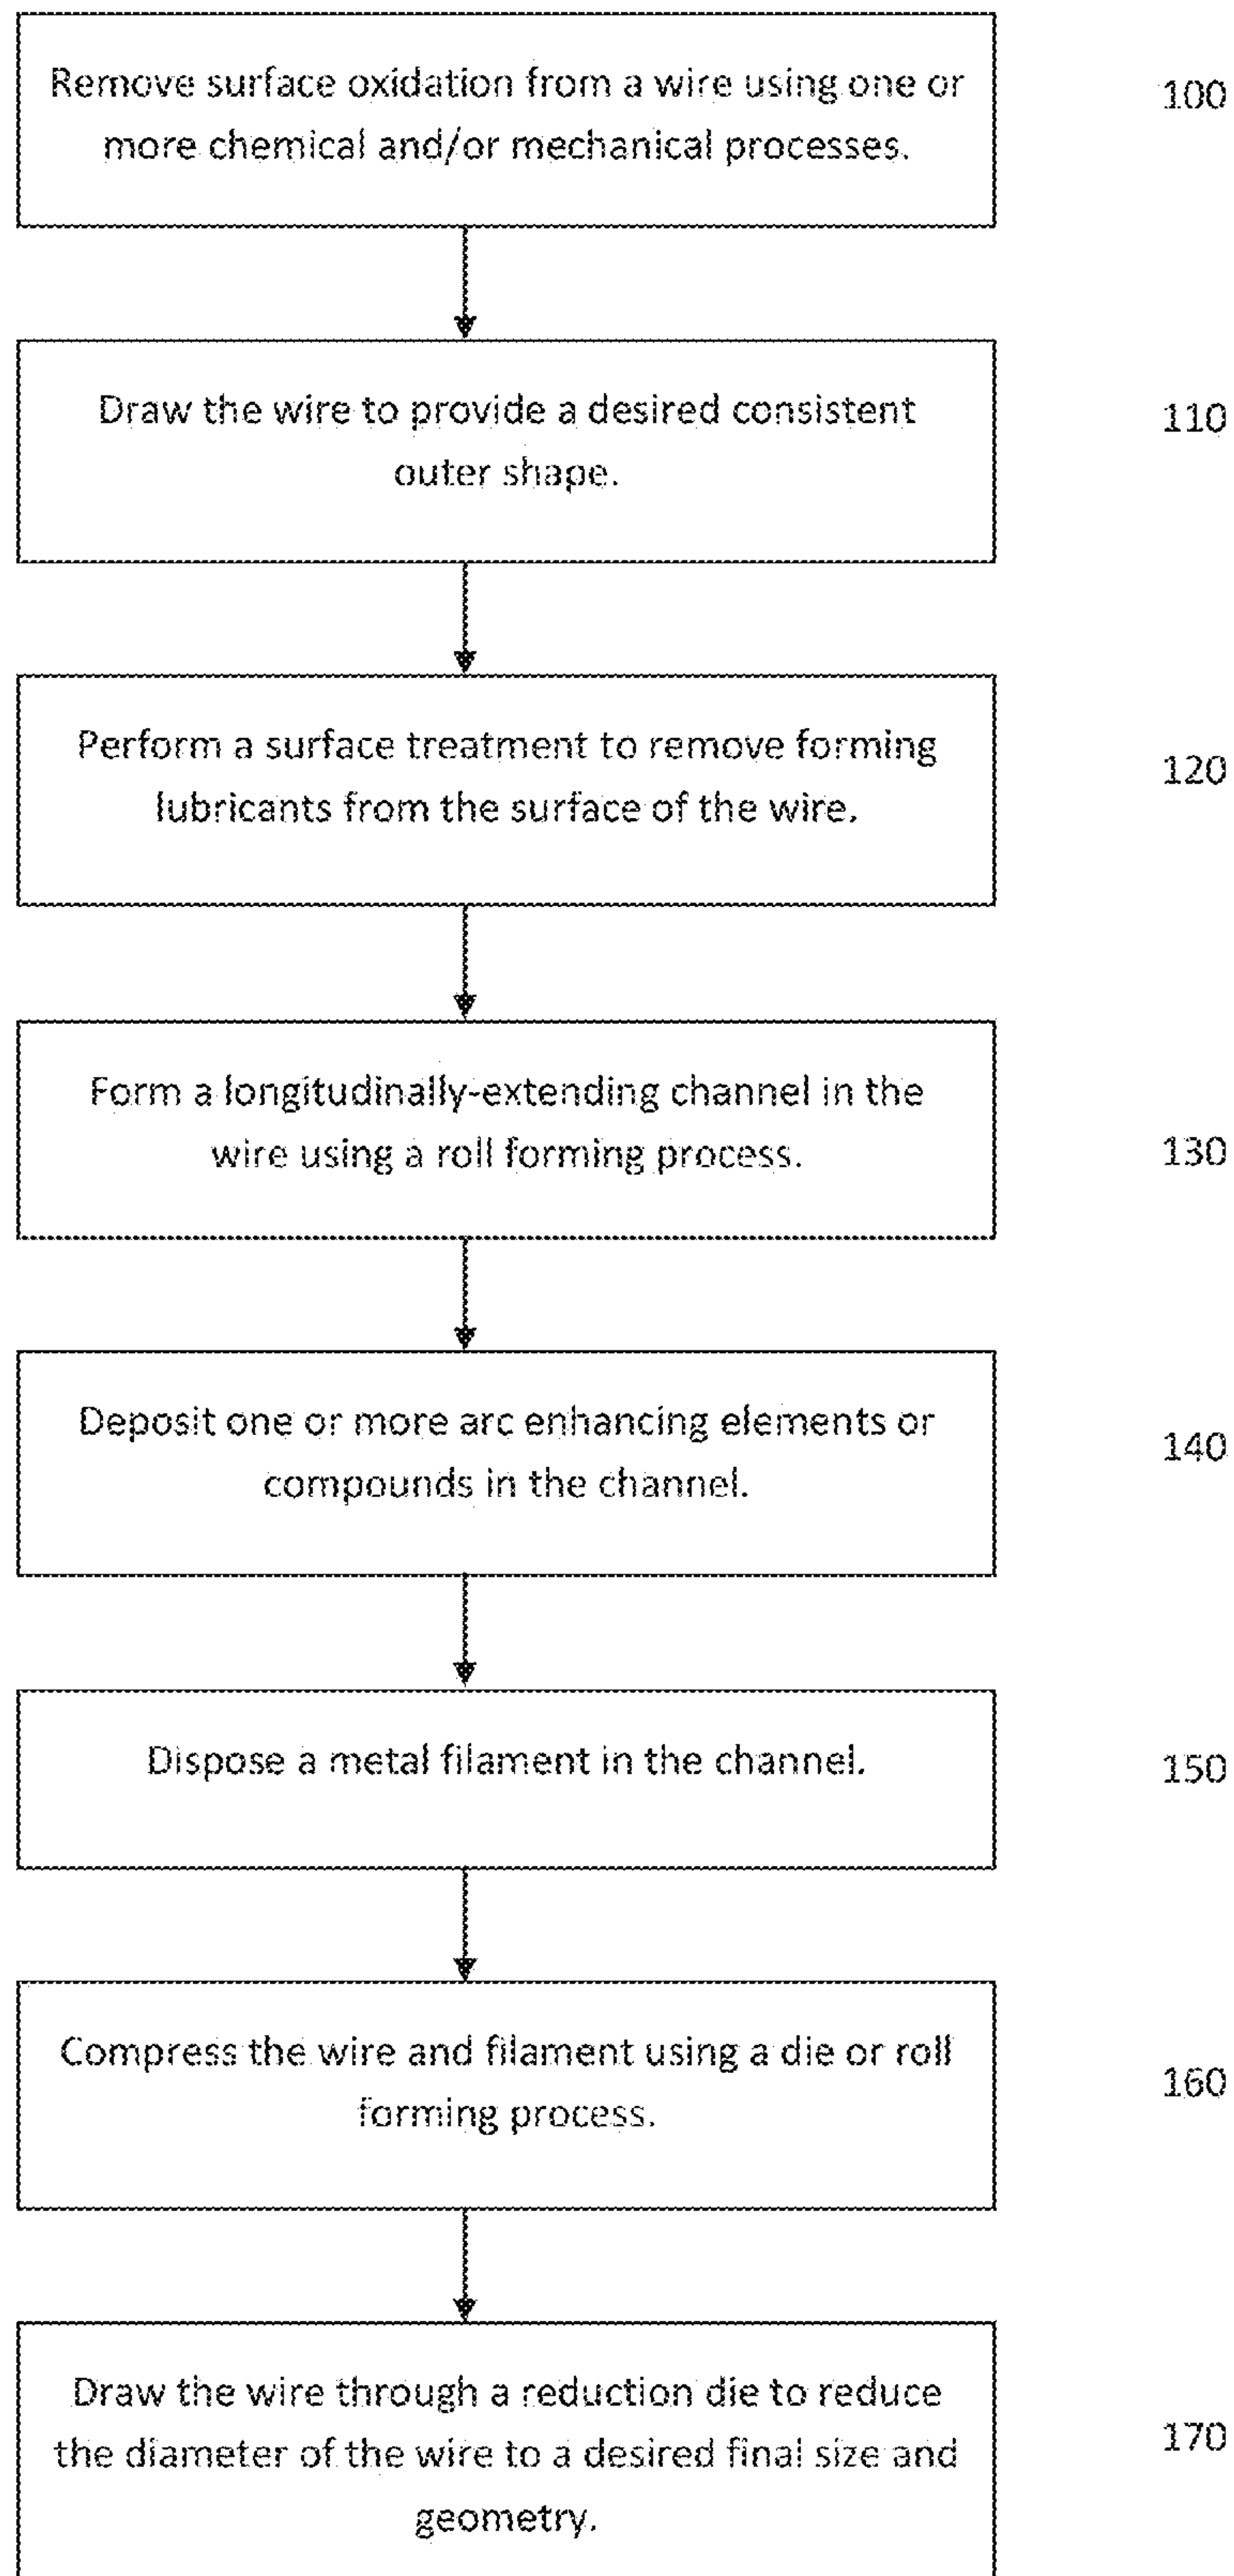 Remove surface oxidation from a wire using one or
more chemical and/or mechanical processes.
100
Draw the wire to provide a desired consistent
outer shape.
110
Perform a surface treatment to remove forming
lubricants from the surface of the wire.
120
Form a longitudinally-extending channel in the
wire using a roll forming process.
130
Deposit one or more arc enhancing elements or
compounds in the channel.
140
Dispose a metal filament in the channel.
150
Compress the wire and filament using a die or roll
forming process.
160
Draw the wire through a reduction die to reduce
the diameter of the wire to a desired final size and
geometry.
170